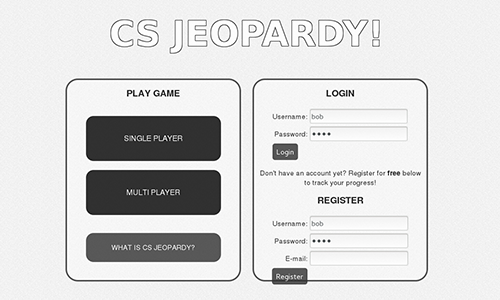 CS JEOPARDY!
PLAY GAME
SINGLE PLAYER
MULTI PLAYER
WHAT IS CS JEOPARDY?
LOGIN
Username: bob
Password: ••••
Login
Don't have an account yet? Register for free below
to track your progress!
REGISTER
Username: bob
Password: ••••
E-mail:
Register